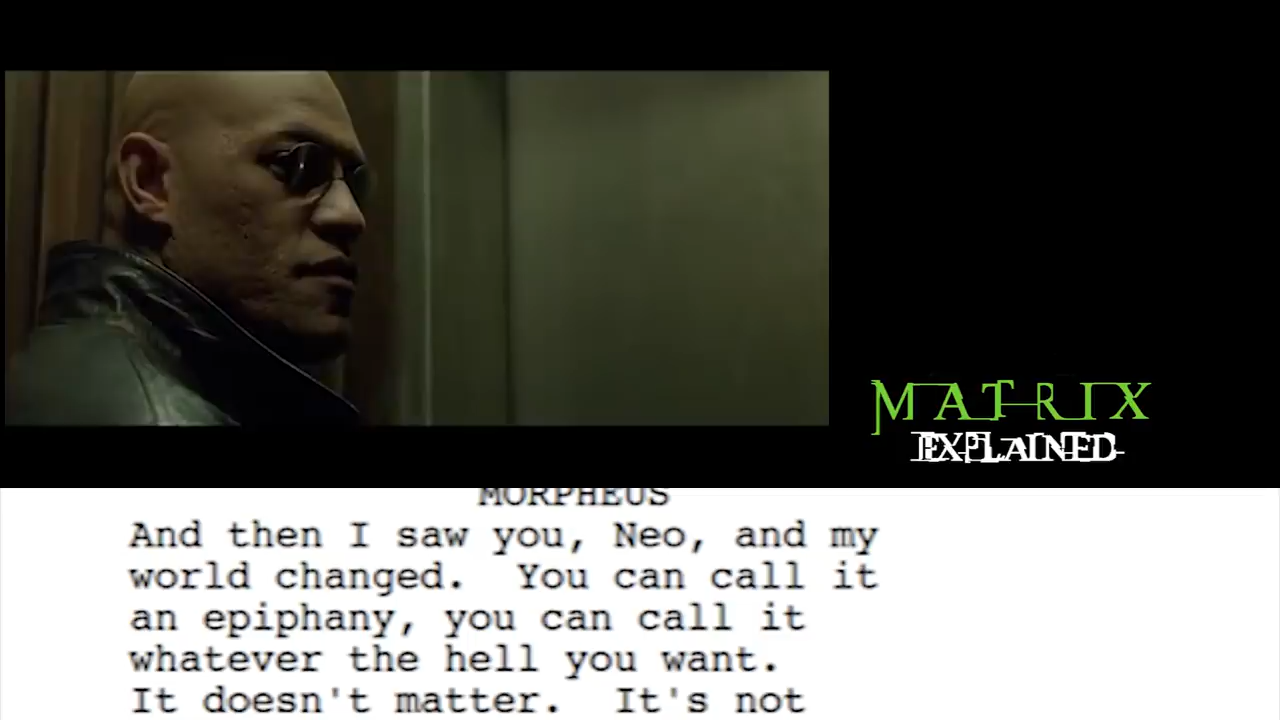 MATRIX
EXPLAINED
MORPHEUS
And then I saw you, Neo, and my
world changed.  You can call it
an epiphany, you can call it
whatever the hell you want.
It doesn't matter.  It's not